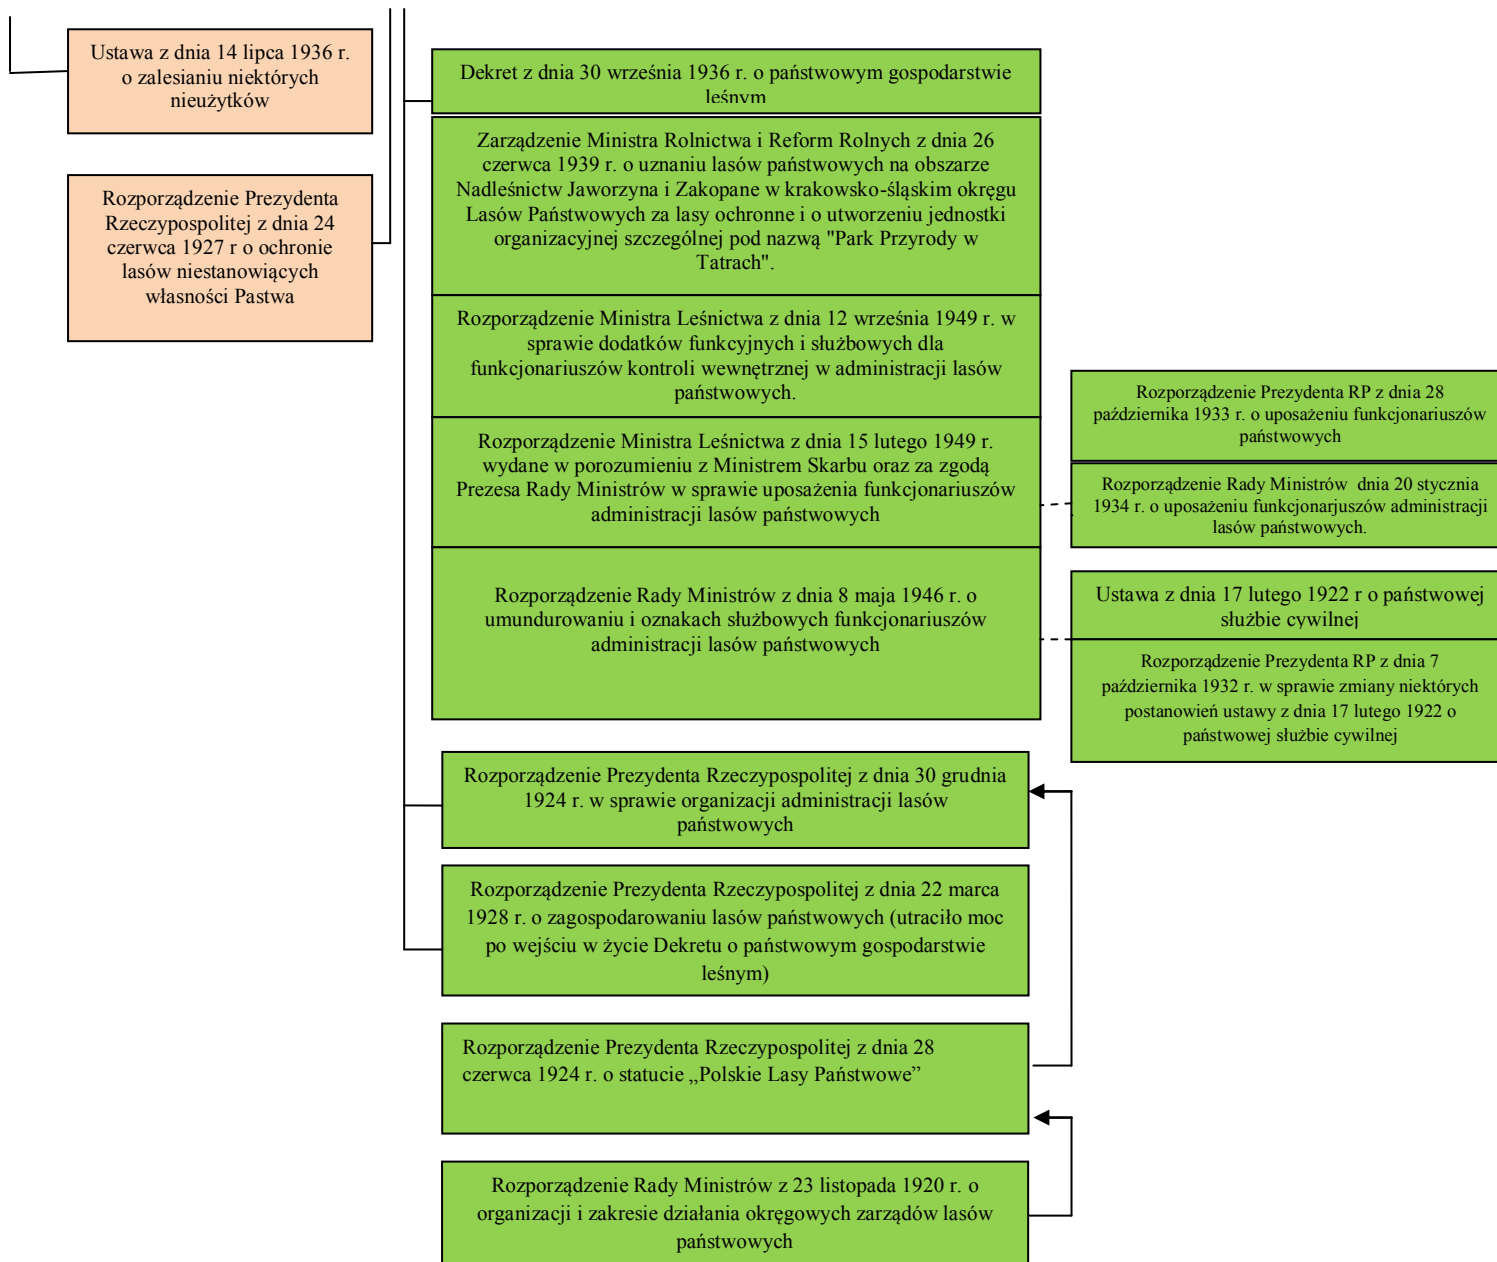 Ustawa z dnia 14 lipca 1936 r.
o zalesianiu niektórych
nieużytków
Rozporządzenie Prezydenta
Rzeczypospolitej z dnia 24
czerwca 1927 r o ochronie
lasów niestanowiących
własności Pastwa
Dekret z dnia 30 września 1936 r. o państwowym gospodarstwie
leśnym
Zarządzenie Ministra Rolnictwa i Reform Rolnych z dnia 26
czerwca 1939 r. o uznaniu lasów państwowych na obszarze
Nadleśnictw Jaworzyna i Zakopane w krakowsko-śląskim okręgu
Lasów Państwowych za lasy ochronne i o utworzeniu jednostki
organizacyjnej szczególnej pod nazwą "Park Przyrody w
Tatrach".
Rozporządzenie Ministra Leśnictwa z dnia 12 września 1949 r. w
sprawie dodatków funkcyjnych i służbowych dla
funkcjonariuszów kontroli wewnętrznej w administracji lasów
państwowych.
Rozporządzenie Ministra Leśnictwa z dnia 15 lutego 1949 r.
wydane w porozumieniu z Ministrem Skarbu oraz za zgodą
Prezesa Rady Ministrów w sprawie uposażenia funkcjonariuszów
administracji lasów państwowych
Rozporządzenie Rady Ministrów z dnia 8 maja 1946 r. o
umundurowaniu i oznakach służbowych funkcjonariuszów
administracji lasów państwowych
Rozporządzenie Prezydenta RP z dnia 28
października 1933 r. o uposażeniu funkcjonariuszów
państwowych
Rozporządzenie Rady Ministrów dnia 20 stycznia
1934 r. o uposażeniu funkcjonarjuszów administracji
lasów państwowych.
Ustawa z dnia 17 lutego 1922 r o państwowej
służbie cywilnej
Rozporządzenie Prezydenta RP z dnia 7
października 1932 r. w sprawie zmiany niektórych
postanowień ustawy z dnia 17 lutego 1922 o
państwowej służbie cywilnej
Rozporządzenie Prezydenta Rzeczypospolitej z dnia 30 grudnia
1924 r. w sprawie organizacji administracji lasów
państwowych
Rozporządzenie Prezydenta Rzeczypospolitej z dnia 22 marca
1928 r. o zagospodarowaniu lasów państwowych (utraciło moc
po wejściu w życie Dekretu o państwowym gospodarstwie
leśnym)
Rozporządzenie Prezydenta Rzeczypospolitej z dnia 28
czerwca 1924 r. o statucie „Polskie Lasy Państwowe”
Rozporządzenie Rady Ministrów z 23 listopada 1920 r. o
organizacji i zakresie działania okręgowych zarządów lasów
państwowych